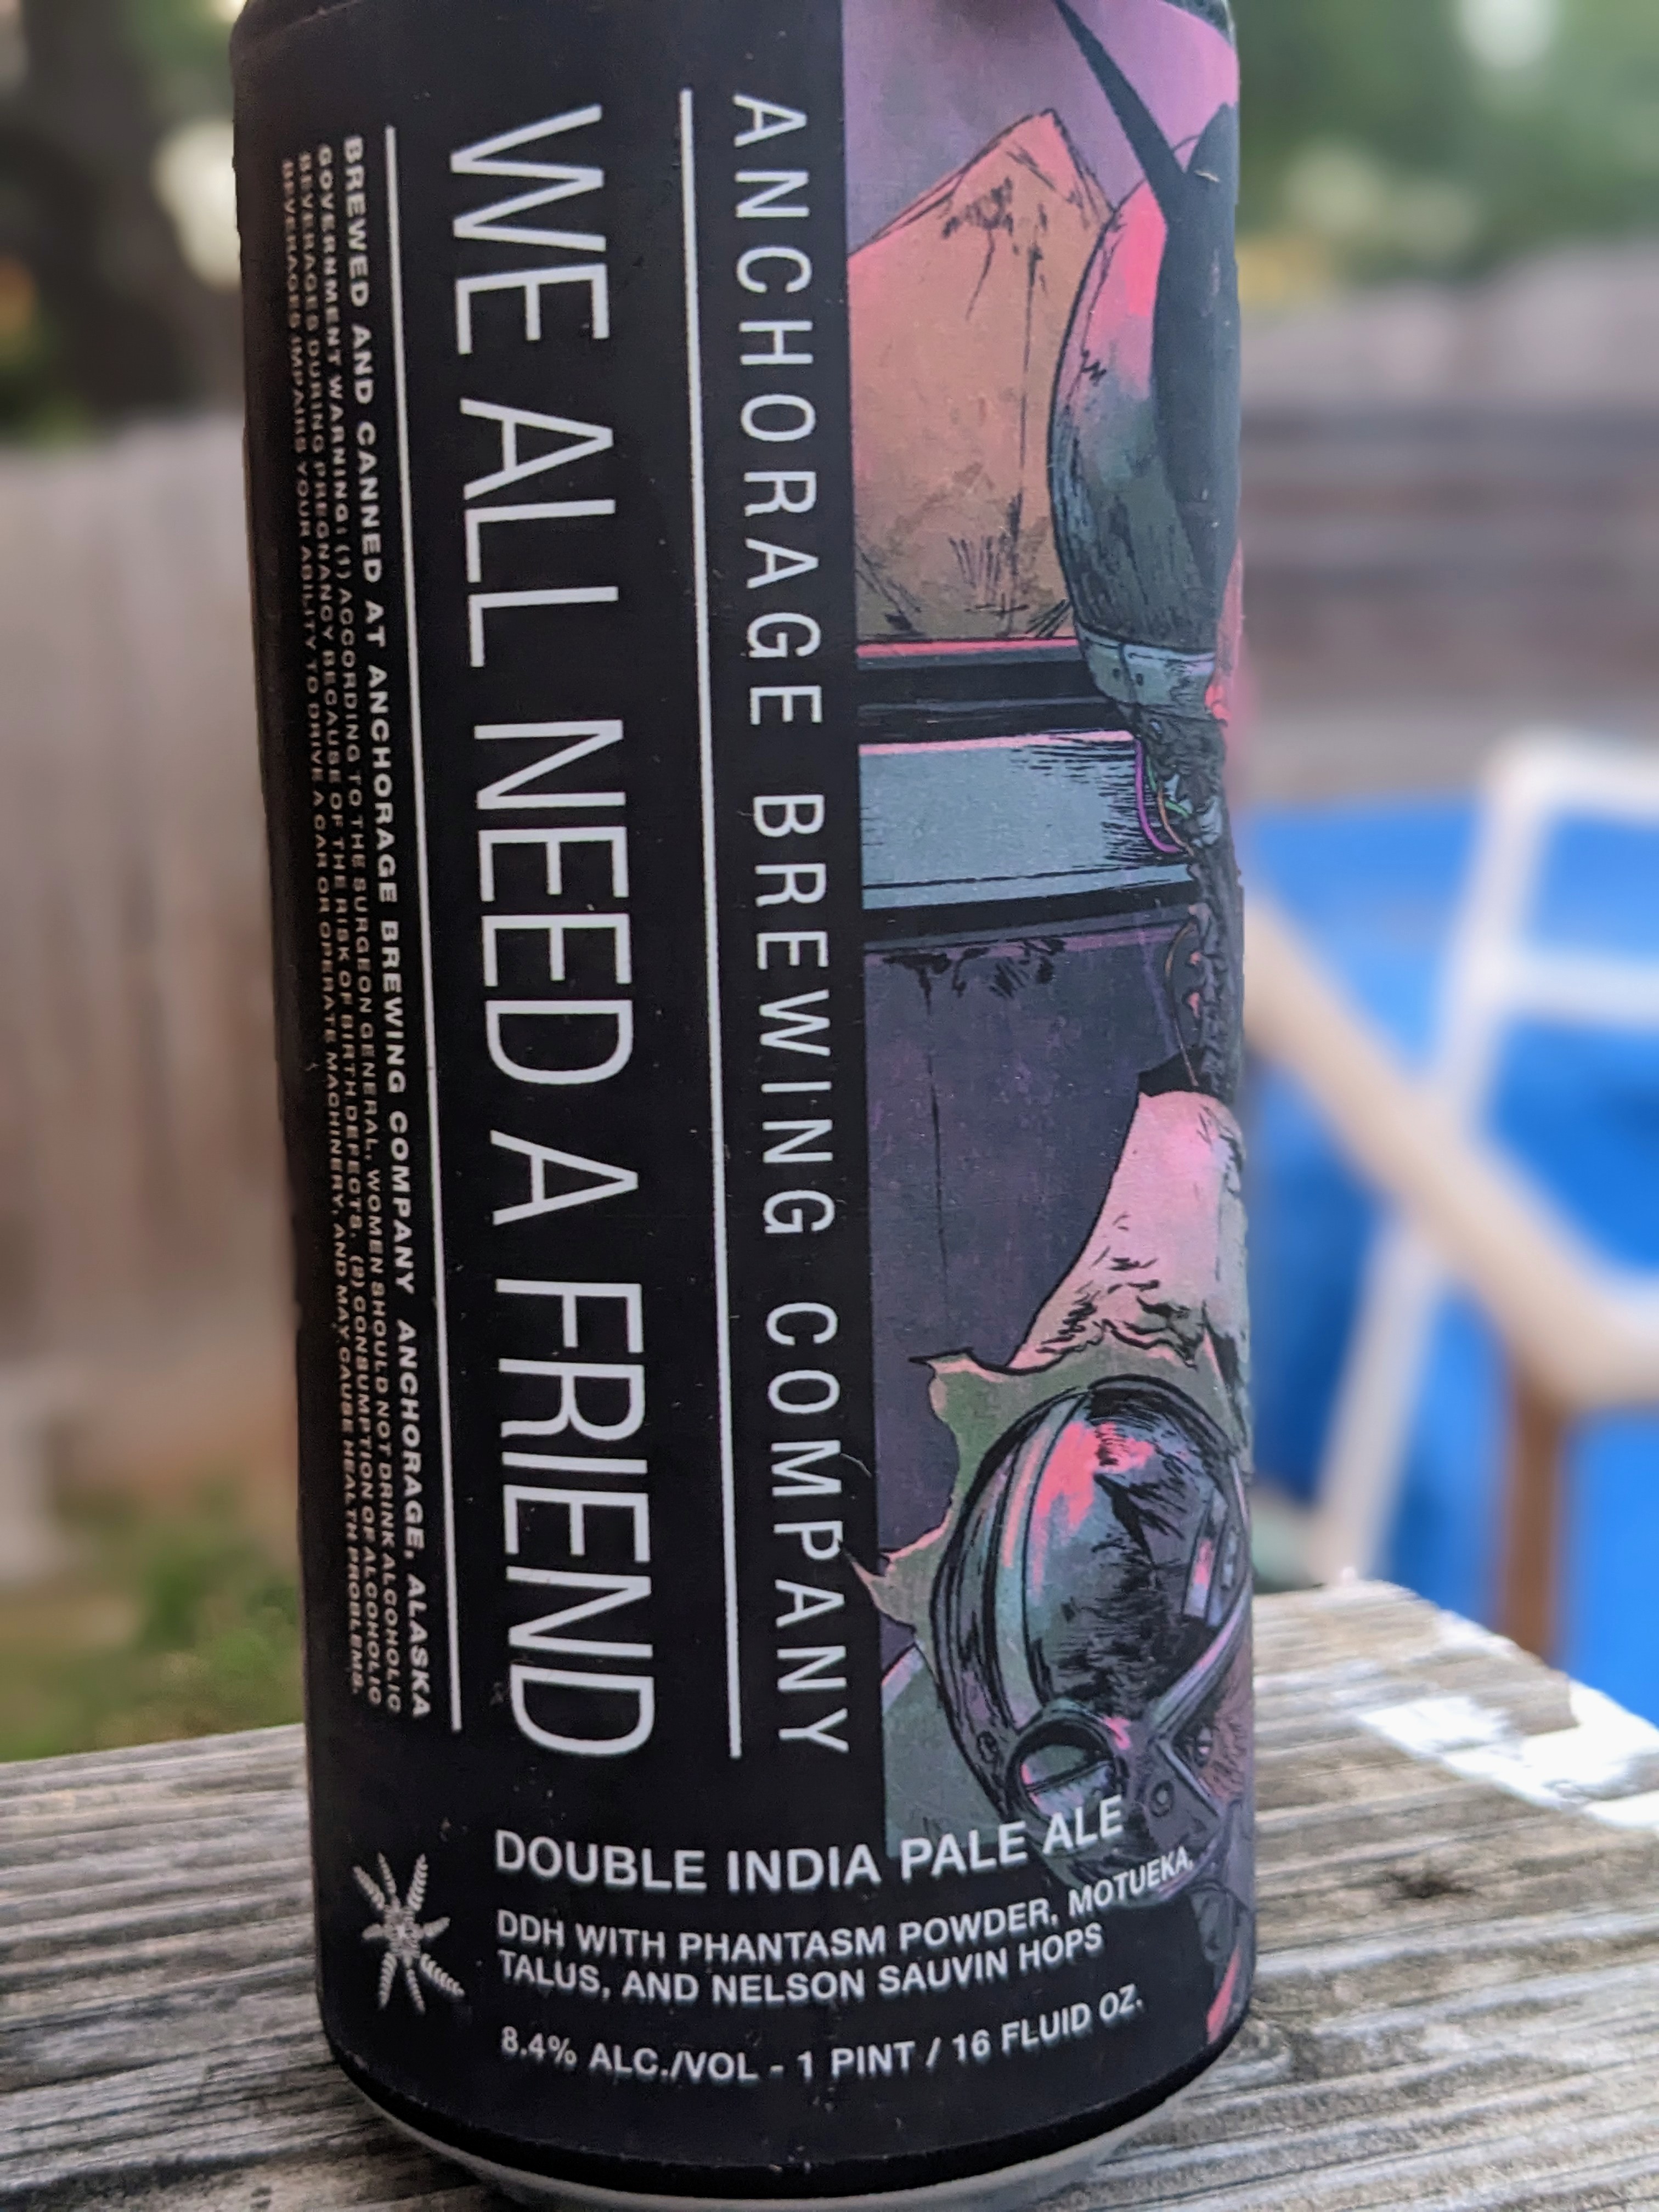 ANCHORAGE BREWING COMPANY
WE ALL NEED A FRIEND
BREWED AND CANNED AT ANCHORAGE BREWING COMPANY ANCHORAGE, ALASKA
GOVERNMENT WARNING: (1) ACCORDING TO THE SURGEON GENERAL, WOMEN SHOULD NOT DRINK ALCOHOLIC
BEVERAGES DURING PREGNANCY BECAUSE OF THE RISK OF BIRTH DEFECTS. (2) CONSUMPTION OF ALCOHOLIC
BEVERAGES IMPAIRS YOUR ABILITY TO DRIVE A CAR OR OPERATE MACHINERY, AND MAY CAUSE HEALTH PROBLEMS.
DOUBLE INDIA PALE ALE
DDH WITH PHANTASM POWDER, MOTUEKA,
TALUS, AND NELSON SAUVIN HOPS
8.4% ALC./VOL - 1 PINT / 16 FLUID OZ.